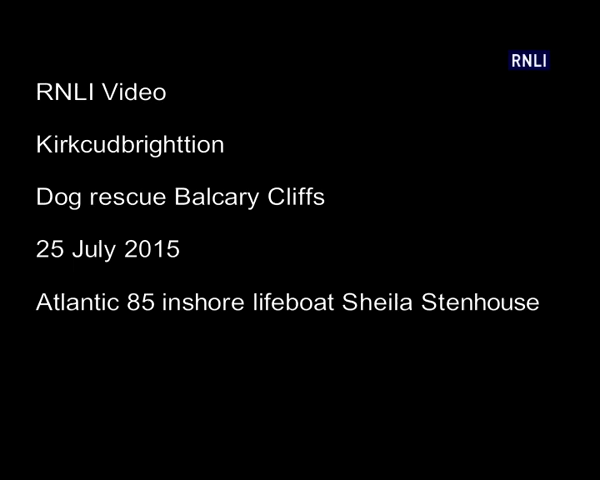 RNLI
RNLI Video
Kirkcudbrighttion
Dog rescue Balcary Cliffs
25 July 2015
Atlantic 85 inshore lifeboat Sheila Stenhouse